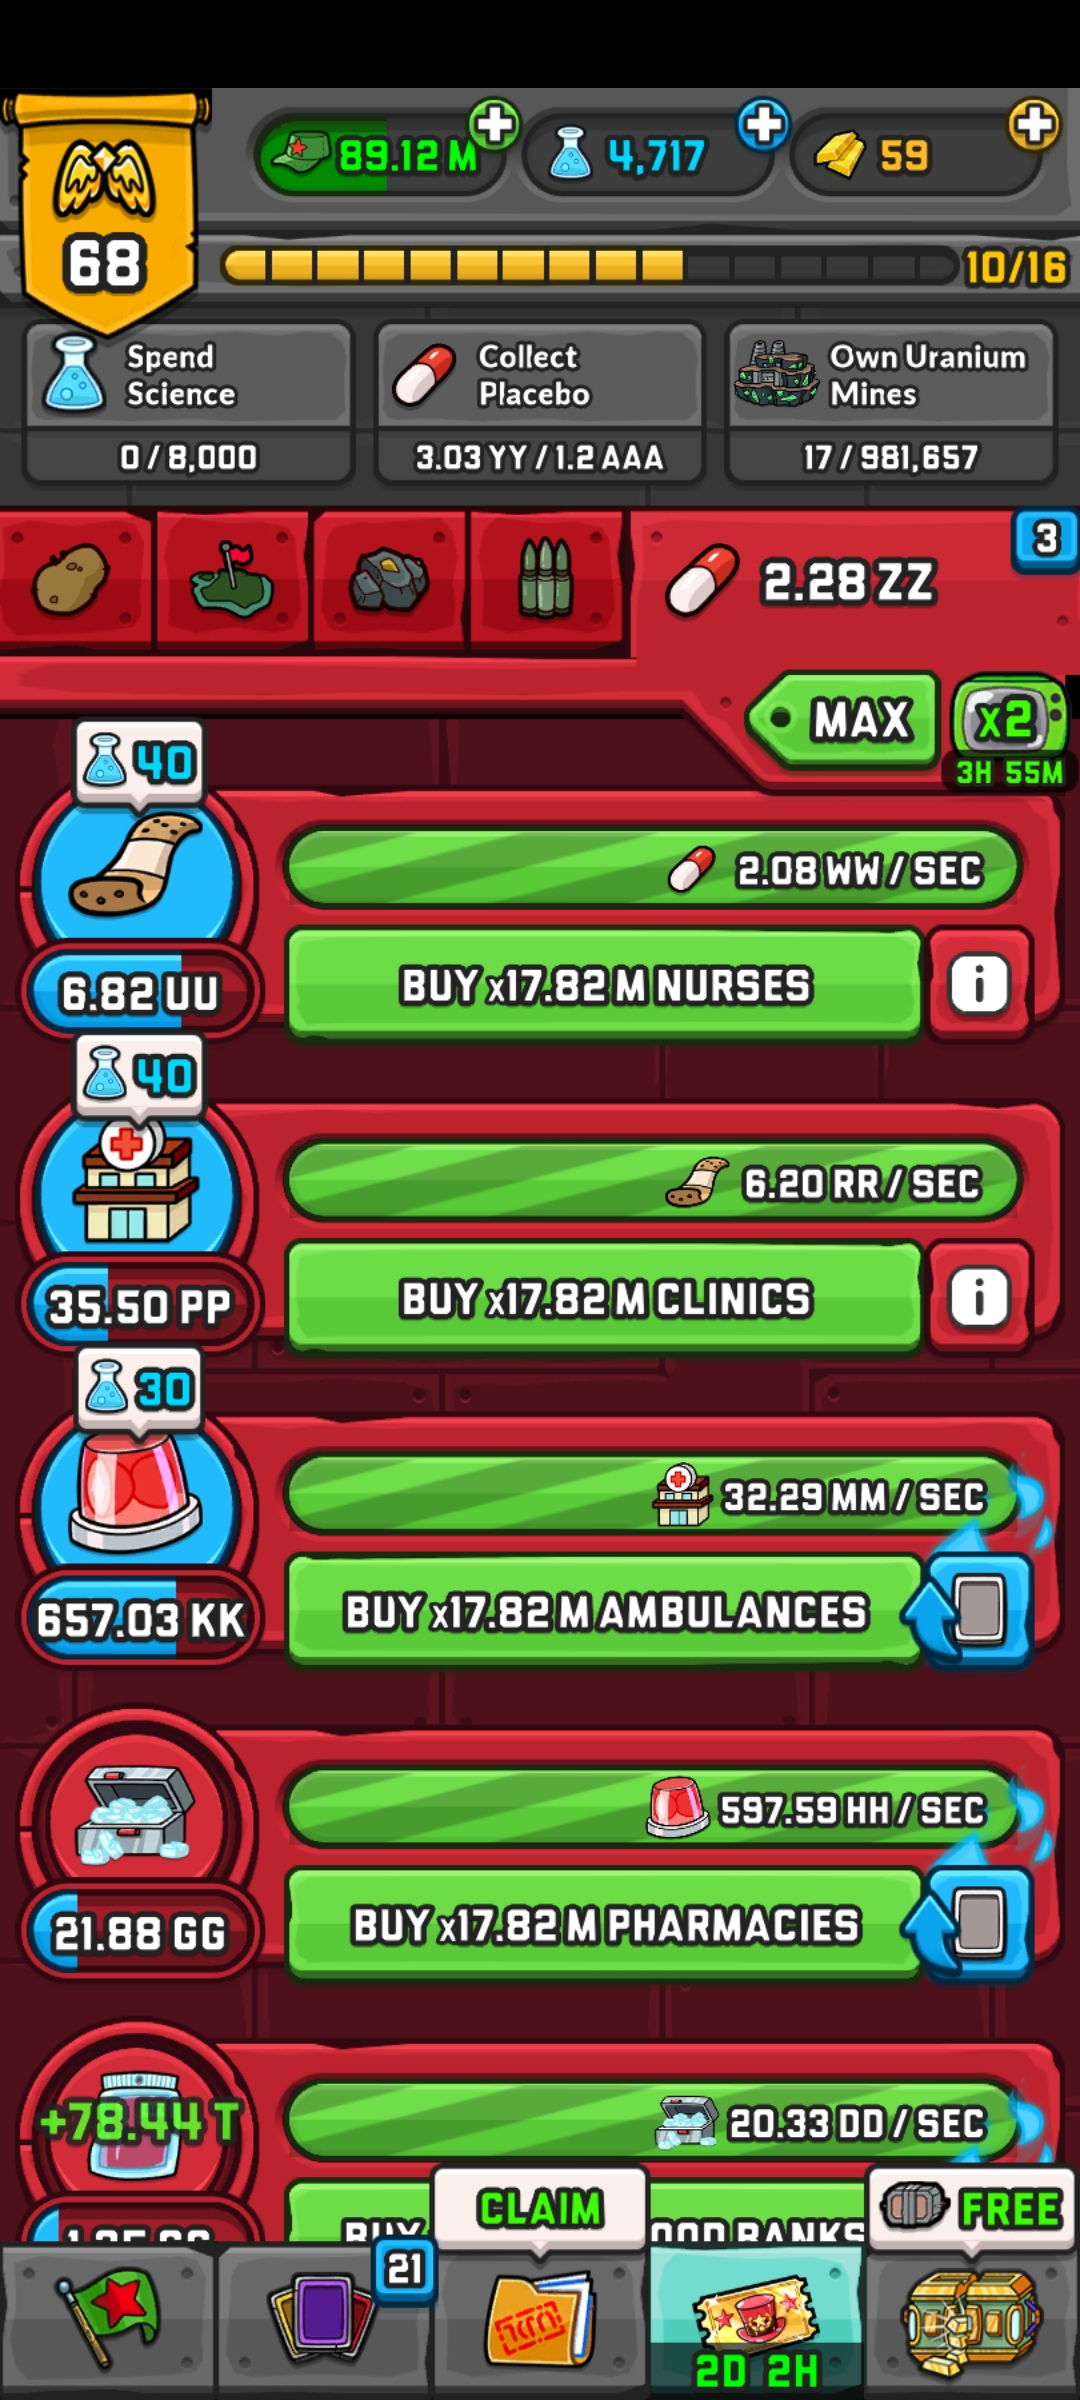 89.12 M
4,717
59
68
10/16
Spend
Science
0 / 8,000
Collect
Placebo
3.03 YY / 1.2 AAA
Own Uranium
Mines
17 / 981,657
2.28 ZZ
3
MAX
x2
3H 55M
40
2.08 WW / SEC
6.82 UU
BUY x17.82 M NURSES
i
40
6.20 RR / SEC
35.50 PP
BUY x17.82 M CLINICS
i
30
32.29 MM / SEC
657.03 KK
BUY x17.82 M AMBULANCES
597.59 HH / SEC
21.88 GG
BUY x17.82 M PHARMACIES
+78.44 T
20.33 DD / SEC
BUY
BANKS
CLAIM
FREE
21
2D 2H